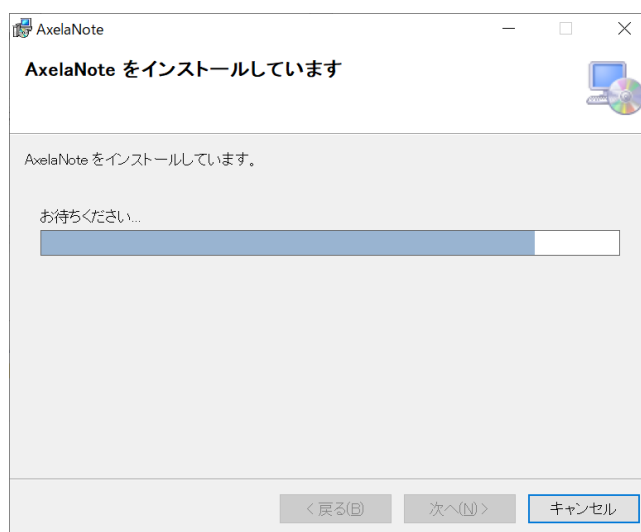 AxelaNote
AxelaNote をインストールしています
AxelaNote をインストールしています。
お待ちください...
< 戻る(B)
次へ(N) >
キャンセル